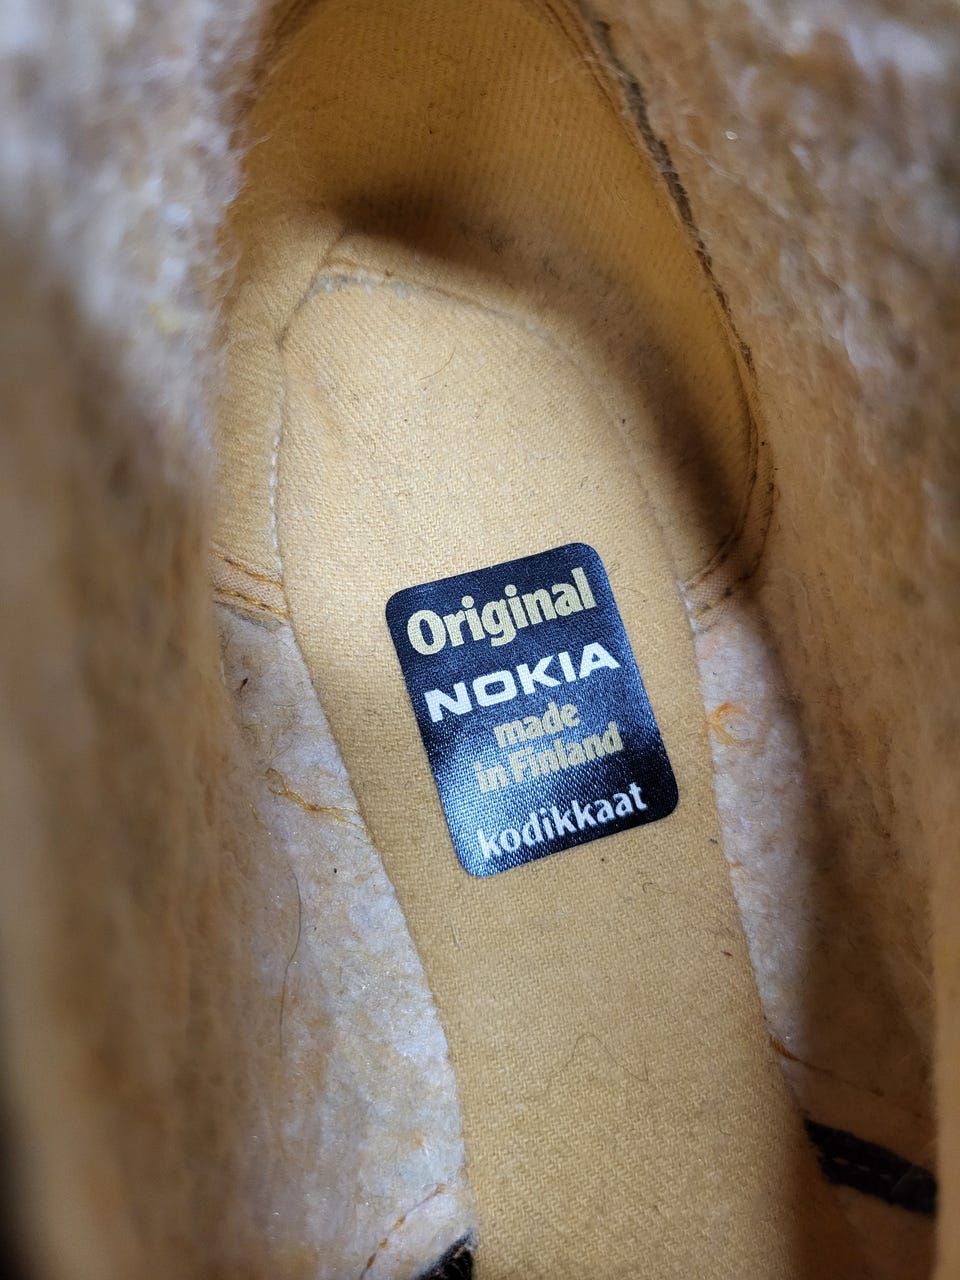 Original
NOKIA
made
in Finland
kodikkaat